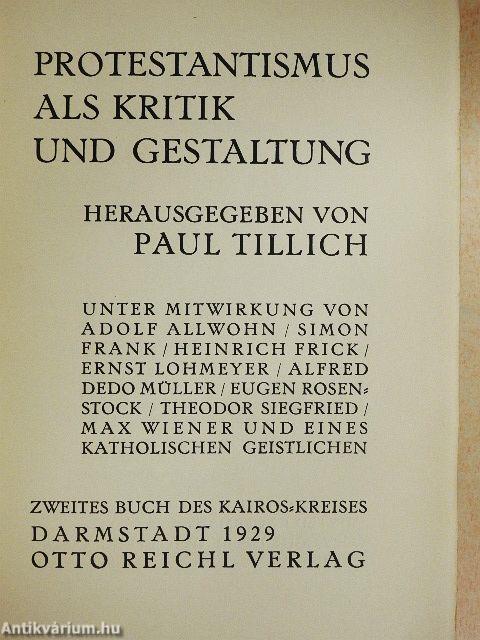 PROTESTANTISMUS
ALS KRITIK
UND GESTALTUNG
HERAUSGEGEBEN VON
PAUL TILLICH
UNTER MITWIRKUNG VON
ADOLF ALLWOHN / SIMON
FRANK / HEINRICH FRICK /
ERNST LOHMEYER / ALFRED
DEDO MÜLLER / EUGEN ROSEN=
STOCK / THEODOR SIEGFRIED /
MAX WIENER UND EINES
KATHOLISCHEN GEISTLICHEN
ZWEITES BUCH DES KAIROS=KREISES
DARMSTADT 1929
OTTO REICHL VERLAG
Antikvárium.hu